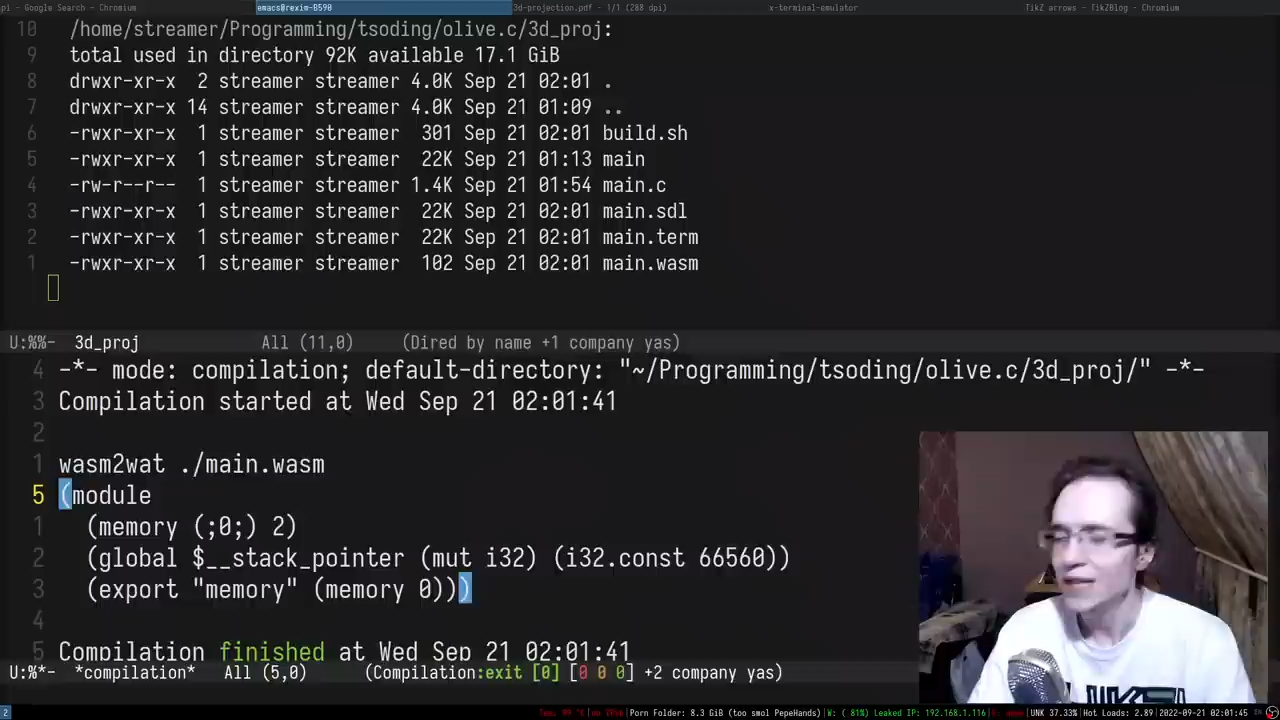 pi - Google Search - Chromium emacs@rexim-B590 3d-projection.pdf - 1/1 (288 dpi) x-terminal-emulator TikZ arrows - TikZBlog - Chromium
10 /home/streamer/Programming/tsoding/olive.c/3d_proj:
9 total used in directory 92K available 17.1 GiB
8 drwxr-xr-x 2 streamer streamer 4.0K Sep 21 02:01 .
7 drwxr-xr-x 14 streamer streamer 4.0K Sep 21 01:09 ..
6 -rwxr-xr-x 1 streamer streamer 301 Sep 21 02:01 build.sh
5 -rwxr-xr-x 1 streamer streamer 22K Sep 21 01:13 main
4 -rw-r--r-- 1 streamer streamer 1.4K Sep 21 01:54 main.c
3 -rwxr-xr-x 1 streamer streamer 22K Sep 21 02:01 main.sdl
2 -rwxr-xr-x 1 streamer streamer 22K Sep 21 02:01 main.term
1 -rwxr-xr-x 1 streamer streamer 102 Sep 21 02:01 main.wasm
U:%%- 3d_proj All (11,0) (Dired by name +1 company yas)
4 -*- mode: compilation; default-directory: "~/Programming/tsoding/olive.c/3d_proj/" -*-
3 Compilation started at Wed Sep 21 02:01:41
2
1 wasm2wat ./main.wasm
5 (module
1 (memory (;0;) 2)
2 (global $__stack_pointer (mut i32) (i32.const 66560))
3 (export "memory" (memory 0)))
4
5 Compilation finished at Wed Sep 21 02:01:41
U:%*- *compilation* All (5,0) (Compilation:exit [0] [0 0 0] +2 company yas)
2 Porn Folder: 8.3 GiB (too smol PepeHands) W: ( 81%) Leaked IP: 192.168.1.116 UNK 37.33% Hot Loads: 2.89 2022-09-21 02:01:45